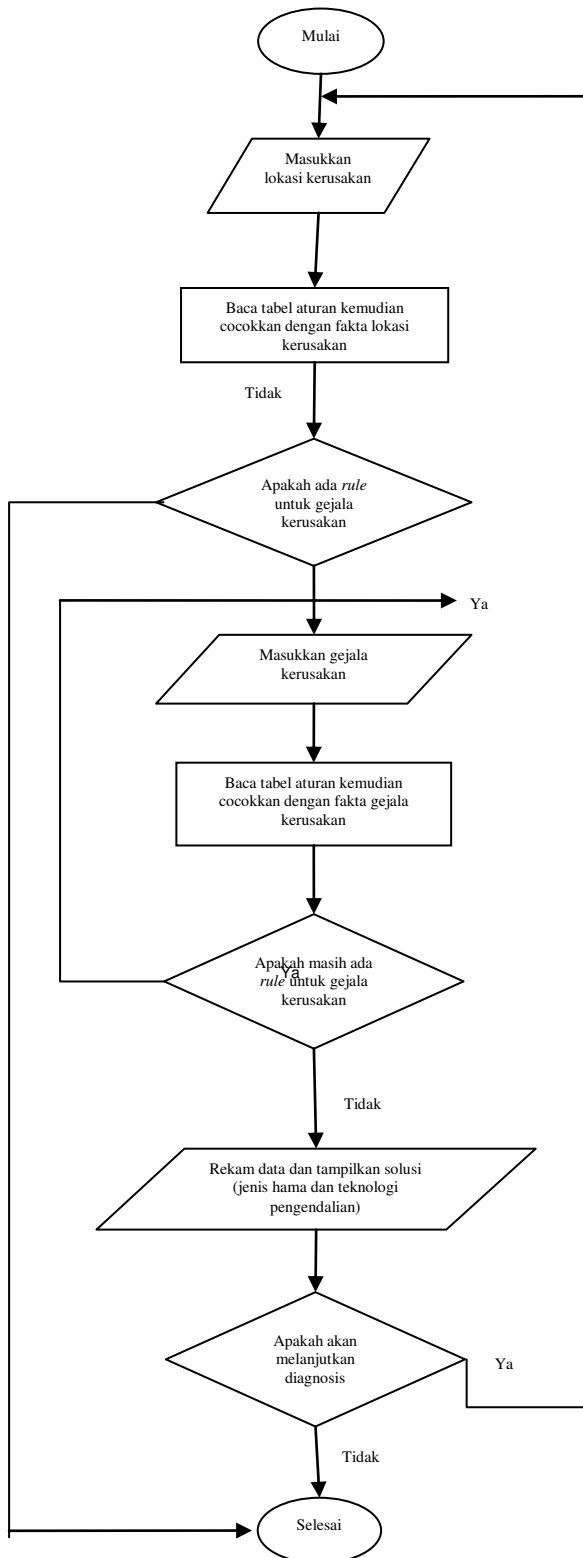 Mulai
Masukkan
lokasi kerusakan
Baca tabel aturan kemudian
cocokkan dengan fakta lokasi
kerusakan
Tidak
Apakah ada rule
untuk gejala
kerusakan
Ya
Masukkan gejala
kerusakan
Baca tabel aturan kemudian
cocokkan dengan fakta gejala
kerusakan
Apakah masih ada
Ya
rule untuk gejala
kerusakan
Tidak
Rekam data dan tampilkan solusi
(jenis hama dan teknologi
pengendalian)
Apakah akan
melanjutkan
diagnosis
Ya
Tidak
Selesai